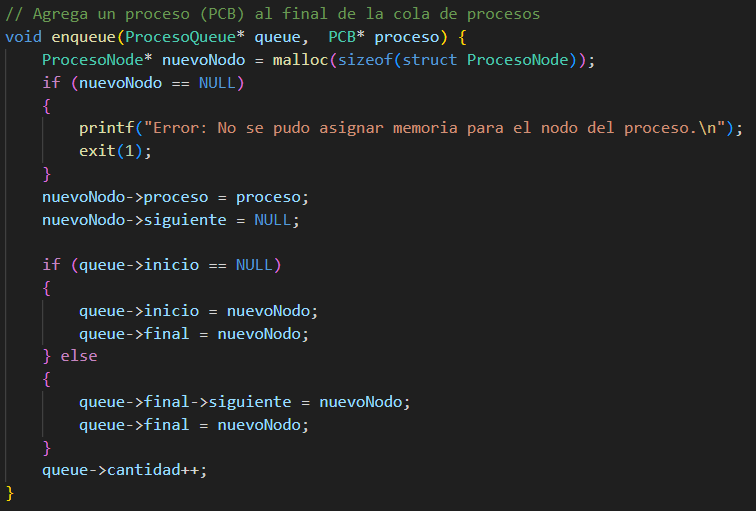 // Agrega un proceso (PCB) al final de la cola de procesos
void enqueue(ProcesoQueue* queue,  PCB* proceso) {
    ProcesoNode* nuevoNodo = malloc(sizeof(struct ProcesoNode));
    if (nuevoNodo == NULL)
    {
        printf("Error: No se pudo asignar memoria para el nodo del proceso.\n");
        exit(1);
    }
    nuevoNodo->proceso = proceso;
    nuevoNodo->siguiente = NULL;

    if (queue->inicio == NULL)
    {
        queue->inicio = nuevoNodo;
        queue->final = nuevoNodo;
    } else
    {
        queue->final->siguiente = nuevoNodo;
        queue->final = nuevoNodo;
    }
    queue->cantidad++;
}